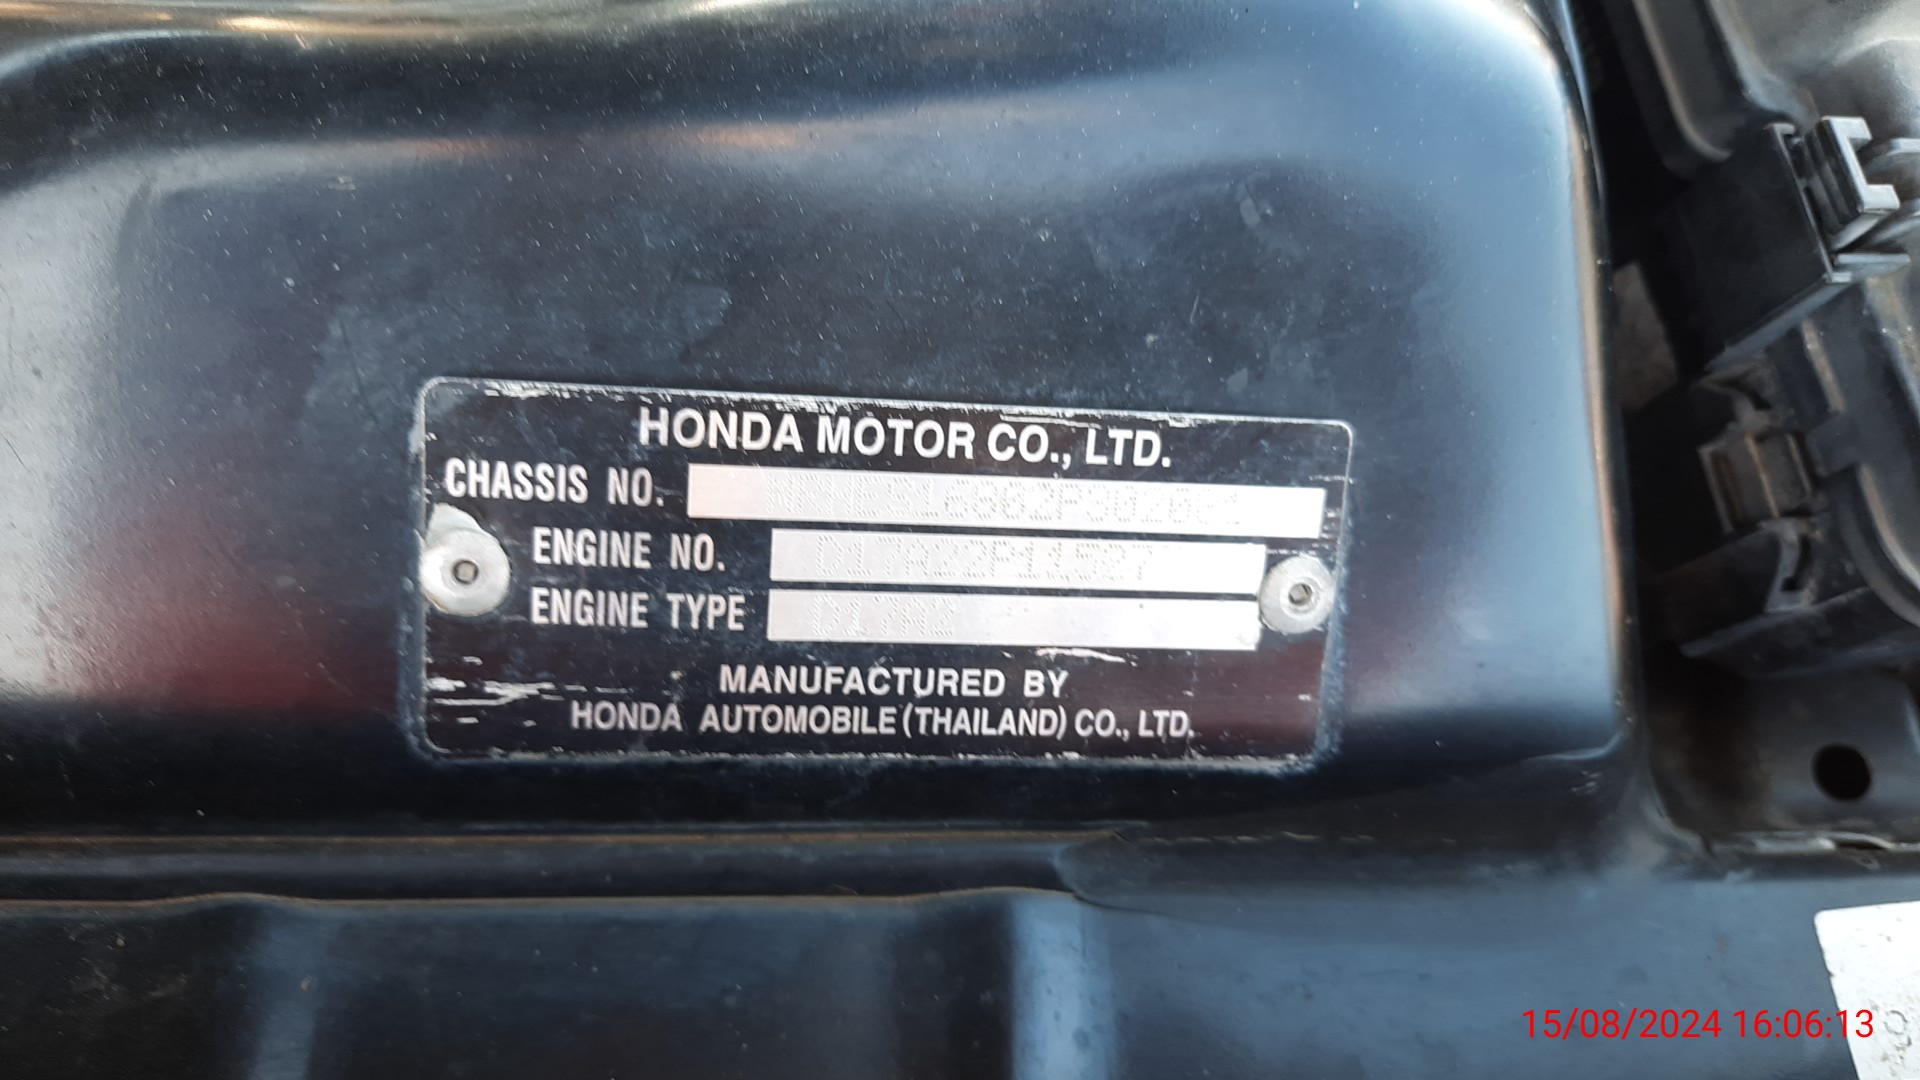 HONDA MOTOR CO., LTD.
CHASSIS NO.
ENGINE NO.
ENGINE TYPE D17A2
MANUFACTURED BY
HONDA AUTOMOBILE (THAILAND) CO., LTD.
15/08/2024 16:06:13